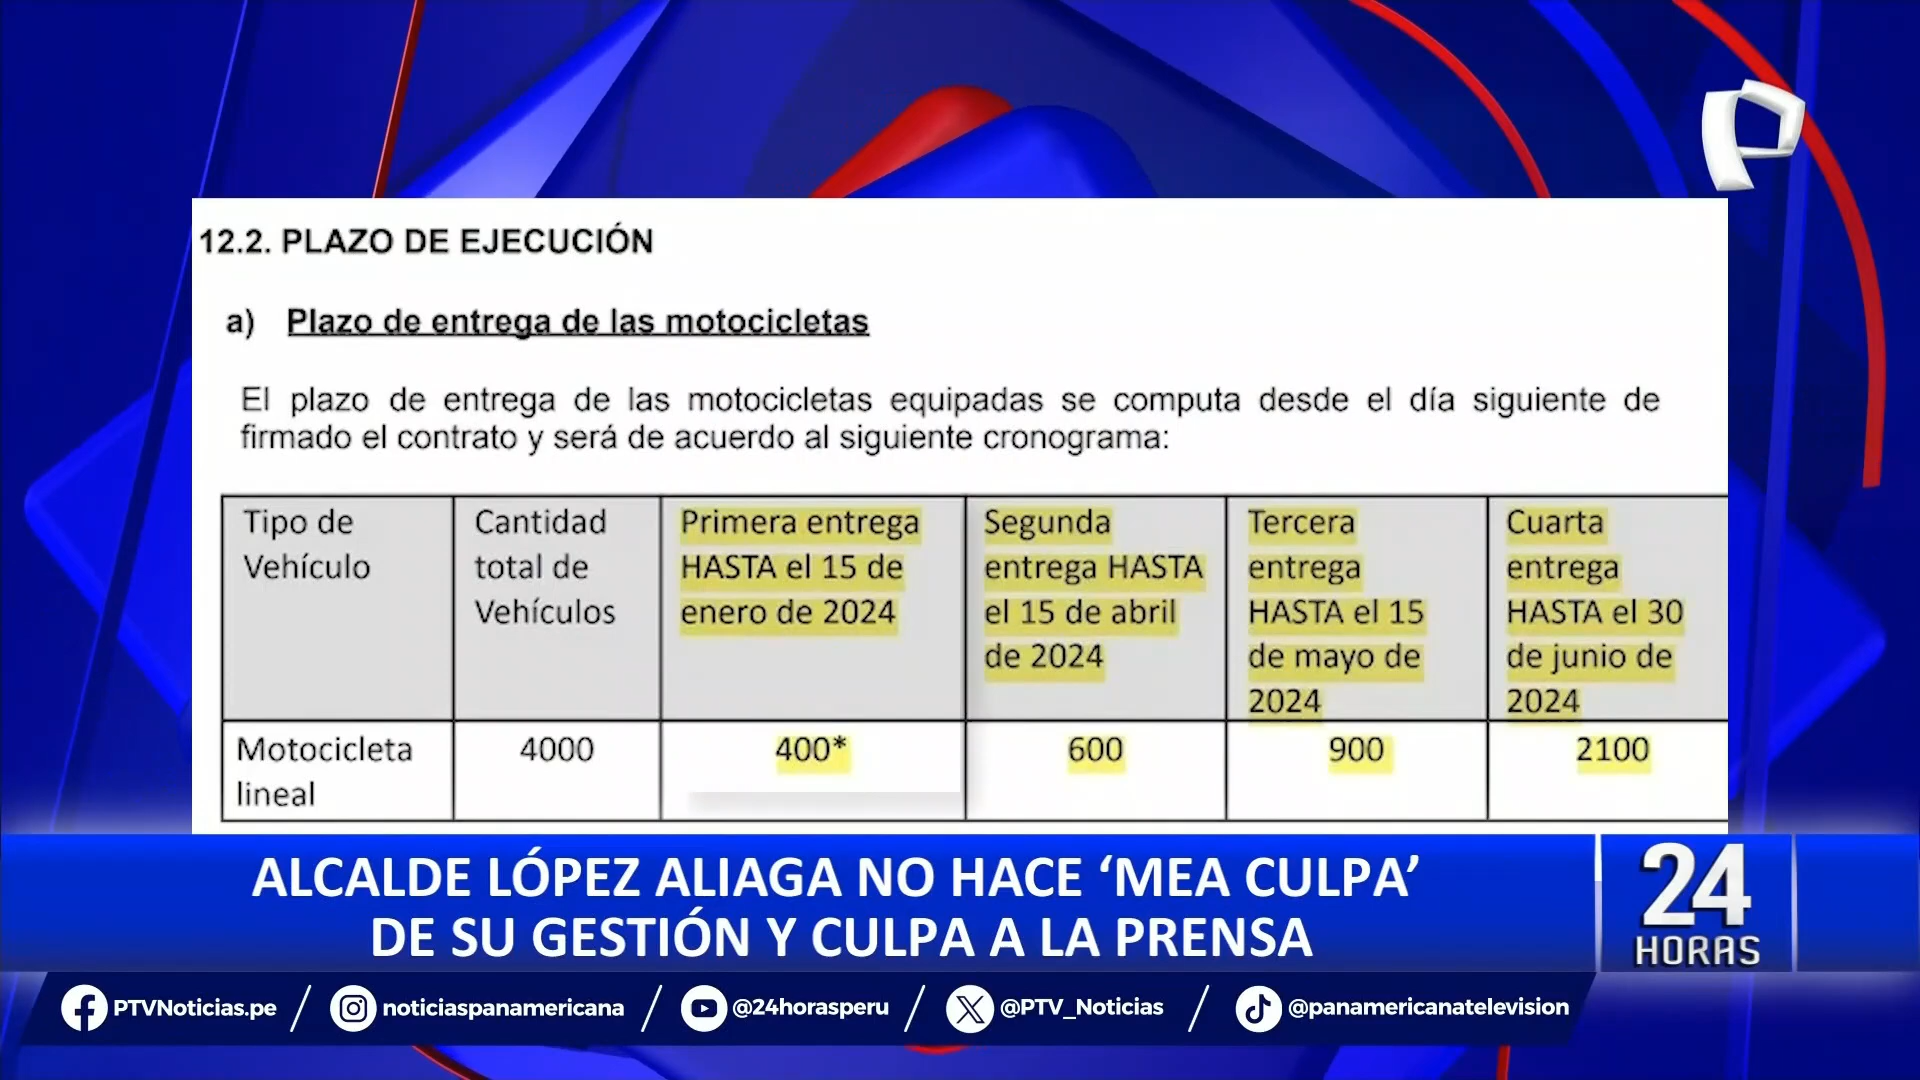 12.2. PLAZO DE EJECUCIÓN
a) Plazo de entrega de las motocicletas
El plazo de entrega de las motocicletas equipadas se computa desde el día siguiente de
firmado el contrato y será de acuerdo al siguiente cronograma:
Tipo de
Vehículo
Cantidad
total de
Vehículos
Primera entrega
HASTA el 15 de
enero de 2024
Segunda
entrega HASTA
el 15 de abril
de 2024
Tercera
entrega
HASTA el 15
de mayo de
2024
Cuarta
entrega
HASTA el 30
de junio de
2024
Motocicleta
lineal
4000
400*
600
900
2100
ALCALDE LÓPEZ ALIAGA NO HACE ‘MEA CULPA’
DE SU GESTIÓN Y CULPA A LA PRENSA
24
HORAS
PTVNoticias.pe / noticiaspanamericana / @24horasperu / @PTV_Noticias / @panamericanatelevision